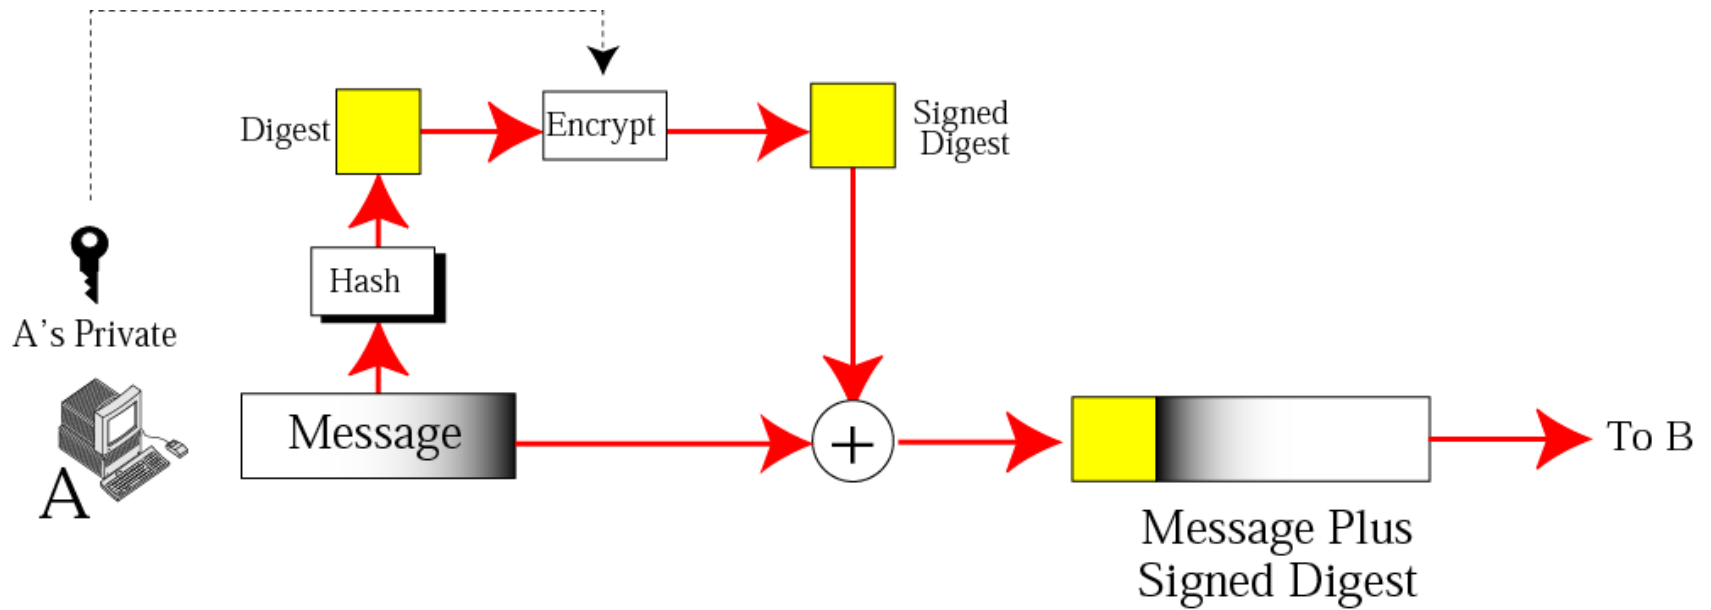 Digest
Encrypt
Signed
Digest
Hash
A's Private
A
Message
+
To B
Message Plus
Signed Digest